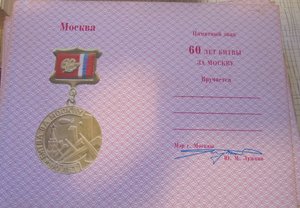 Москва
Памятный знак
60 ЛЕТ БИТВЫ
ЗА МОСКВУ
Вручается
Мэр г. Москвы
Ю. М. Лужков